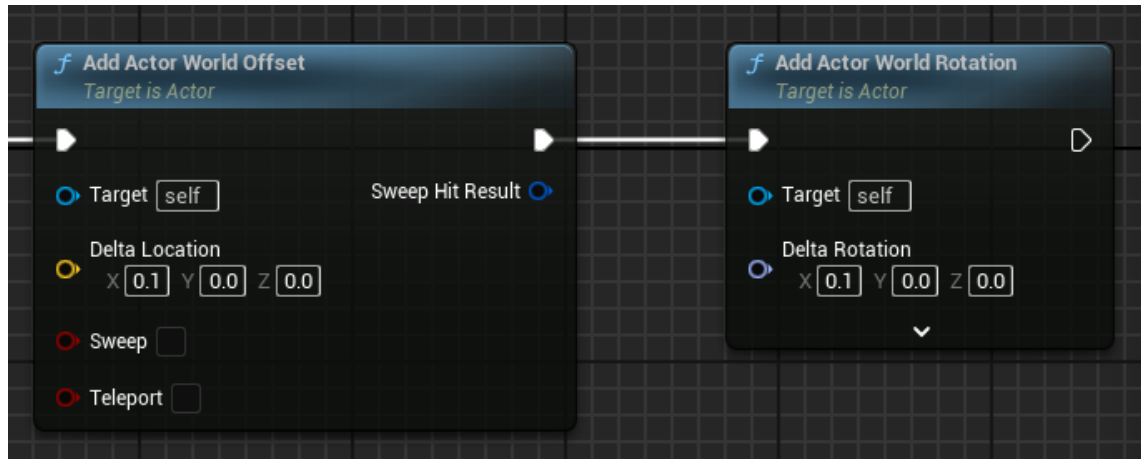 Add Actor World Offset
Target is Actor
Target self
Sweep Hit Result
Delta Location
X 0.1 Y 0.0 Z 0.0
Sweep
Teleport
Add Actor World Rotation
Target is Actor
Target self
Delta Rotation
X 0.1 Y 0.0 Z 0.0